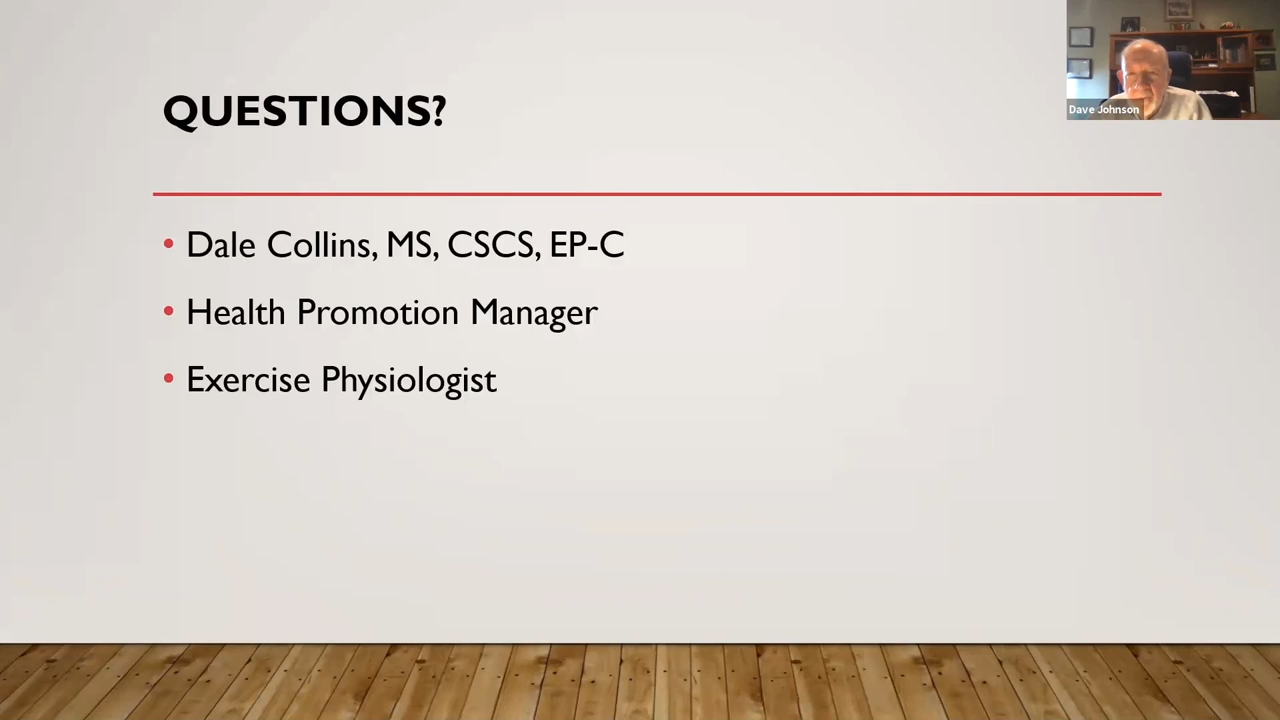 QUESTIONS?
Dave Johnson
• Dale Collins, MS, CSCS, EP-C
• Health Promotion Manager
• Exercise Physiologist